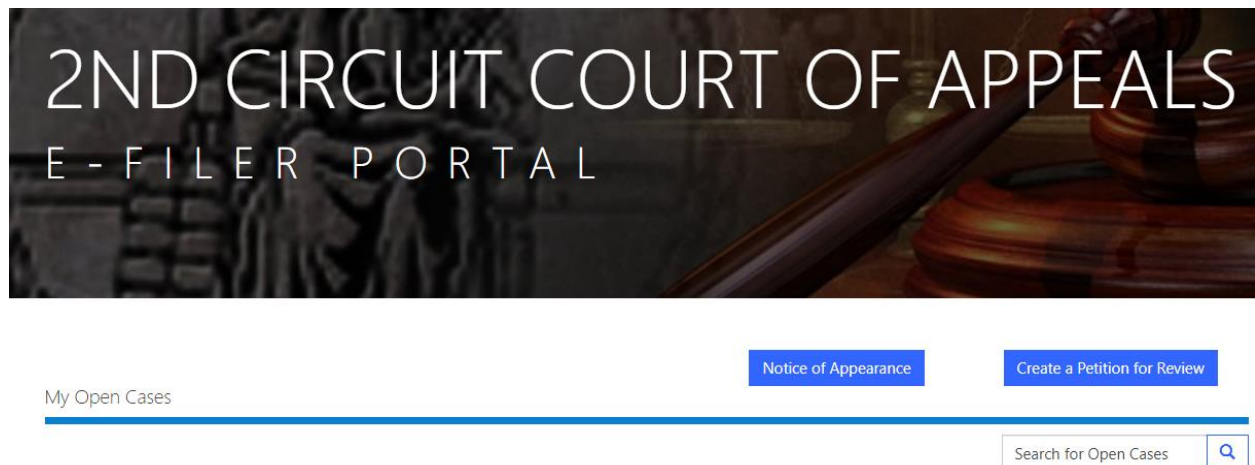 2ND CIRCUIT COURT OF APPEALS
E-FILER PORTAL
Notice of Appearance
Create a Petition for Review
My Open Cases
Search for Open Cases